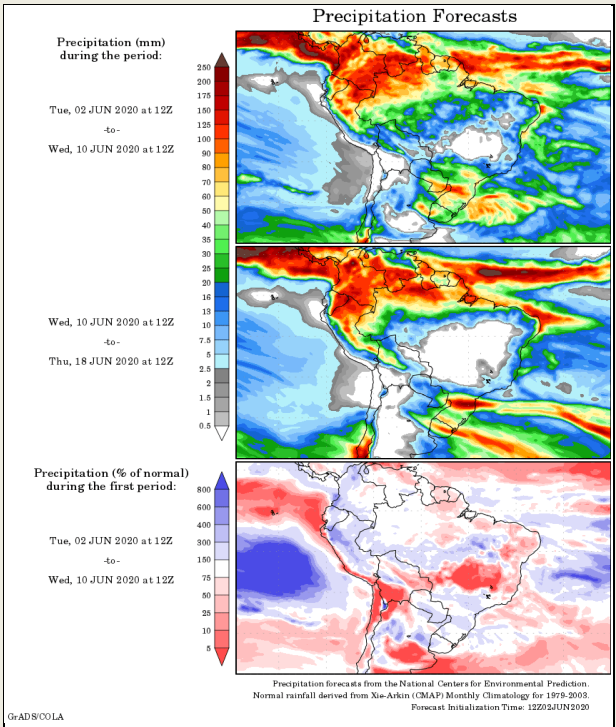 Precipitation Forecasts
Precipitation (mm)
during the period:
Tue, 02 JUN 2020 at 12Z
-to-
Wed, 10 JUN 2020 at 12Z
250
200
175
150
125
100
90
80
70
60
50
40
35
30
25
20
16
13
10
7.5
5
2.5
2
1.5
1
0.5
Wed, 10 JUN 2020 at 12Z
-to-
Thu, 18 JUN 2020 at 12Z
Precipitation (% of normal)
during the first period:
Tue, 02 JUN 2020 at 12Z
-to-
Wed, 10 JUN 2020 at 12Z
800
600
400
300
150
75
50
25
10
5
Precipitation forecasts from the National Centers for Environmental Prediction.
Normal rainfall derived from Xie-Arkin (CMAP) Monthly Climatology for 1979-2003.
Forecast Initialization Time: 12Z02JUN2020
GrADS/COLA